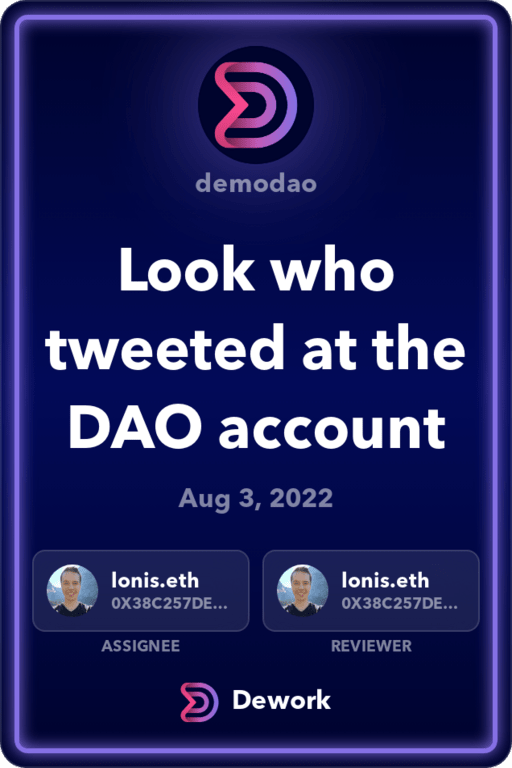 demodao
Look who
tweeted at the
DAO account
Aug 3, 2022
lonis.eth
0X38C257DE...
ASSIGNEE
lonis.eth
0X38C257DE...
REVIEWER
Dework